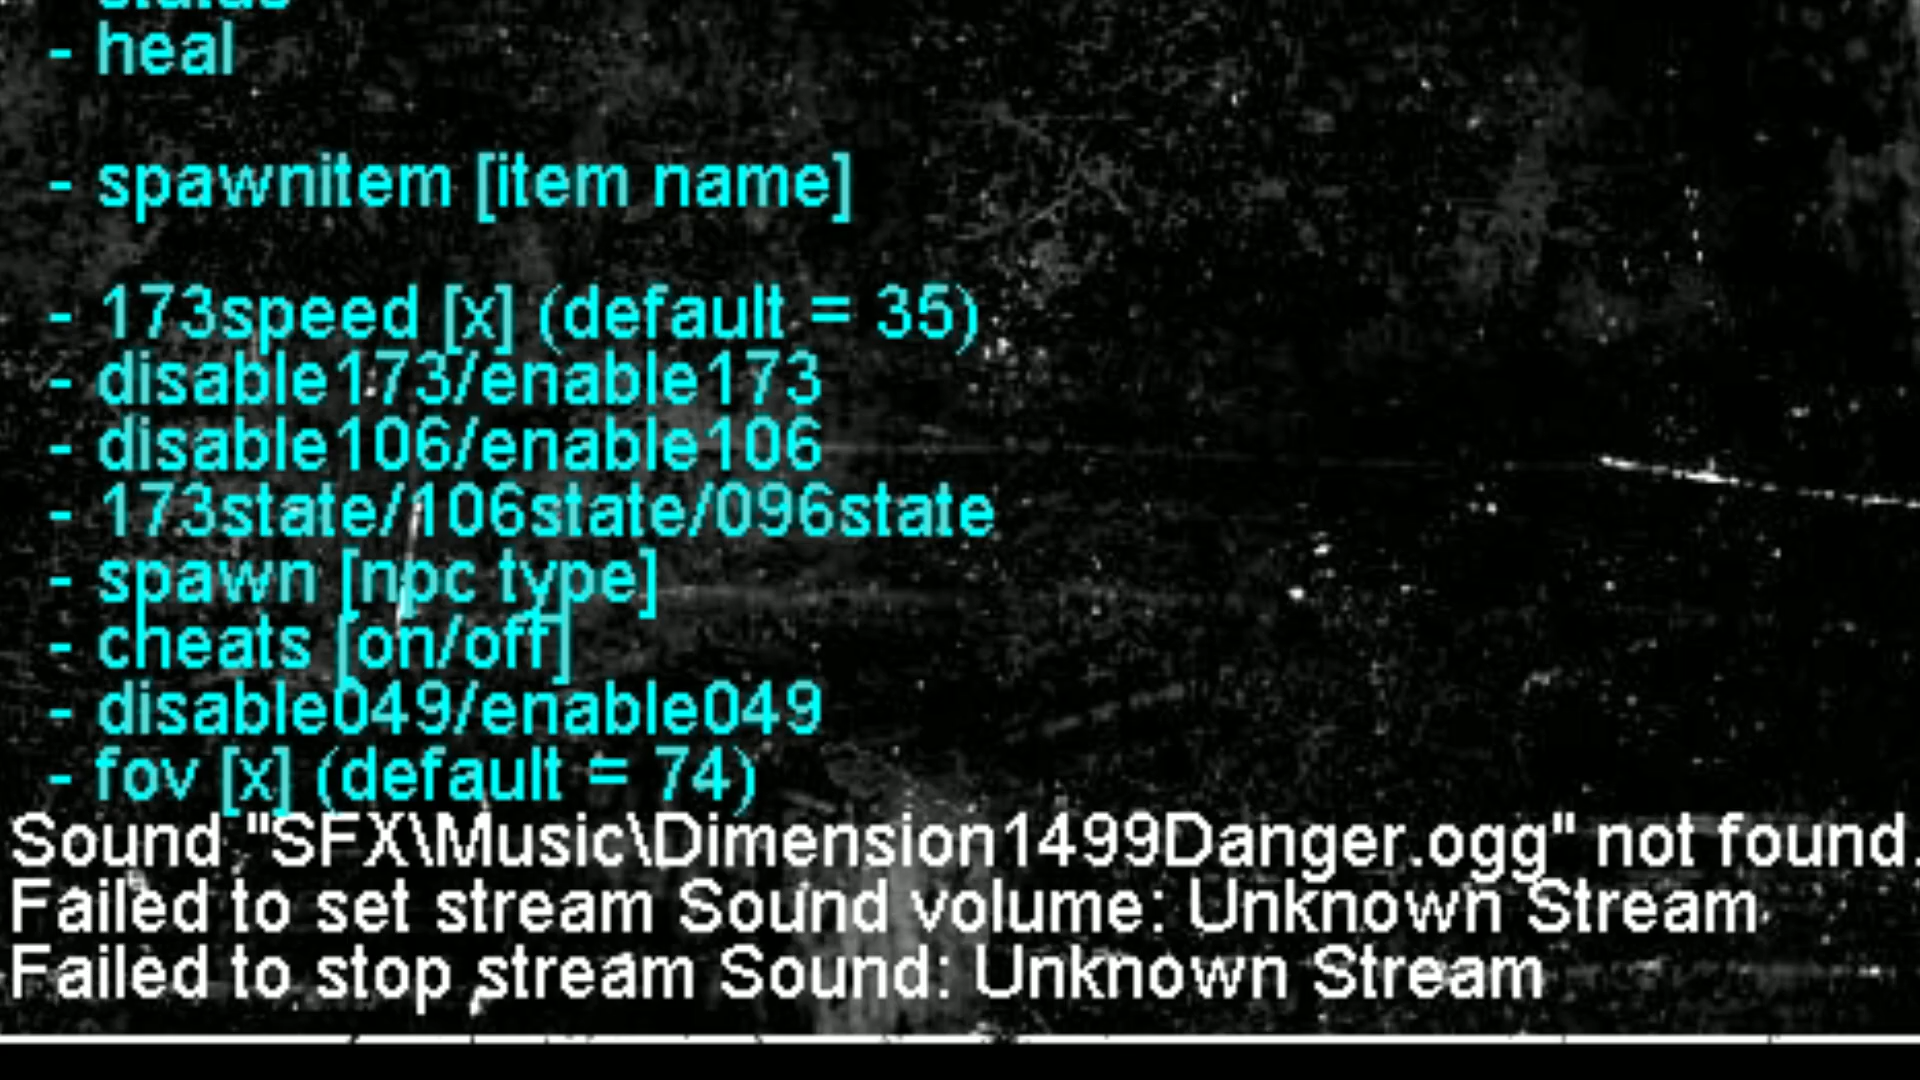 status
- heal
- spawnitem [item name]
- 173speed [x] (default = 35)
- disable173/enable173
- disable106/enable106
- 173state/106state/096state
- spawn [npc type]
- cheats [on/off]
- disable049/enable049
- fov [x] (default = 74)
Sound "SFX\Music\Dimension1499Danger.ogg" not found.
Failed to set stream Sound volume: Unknown Stream
Failed to stop stream Sound: Unknown Stream